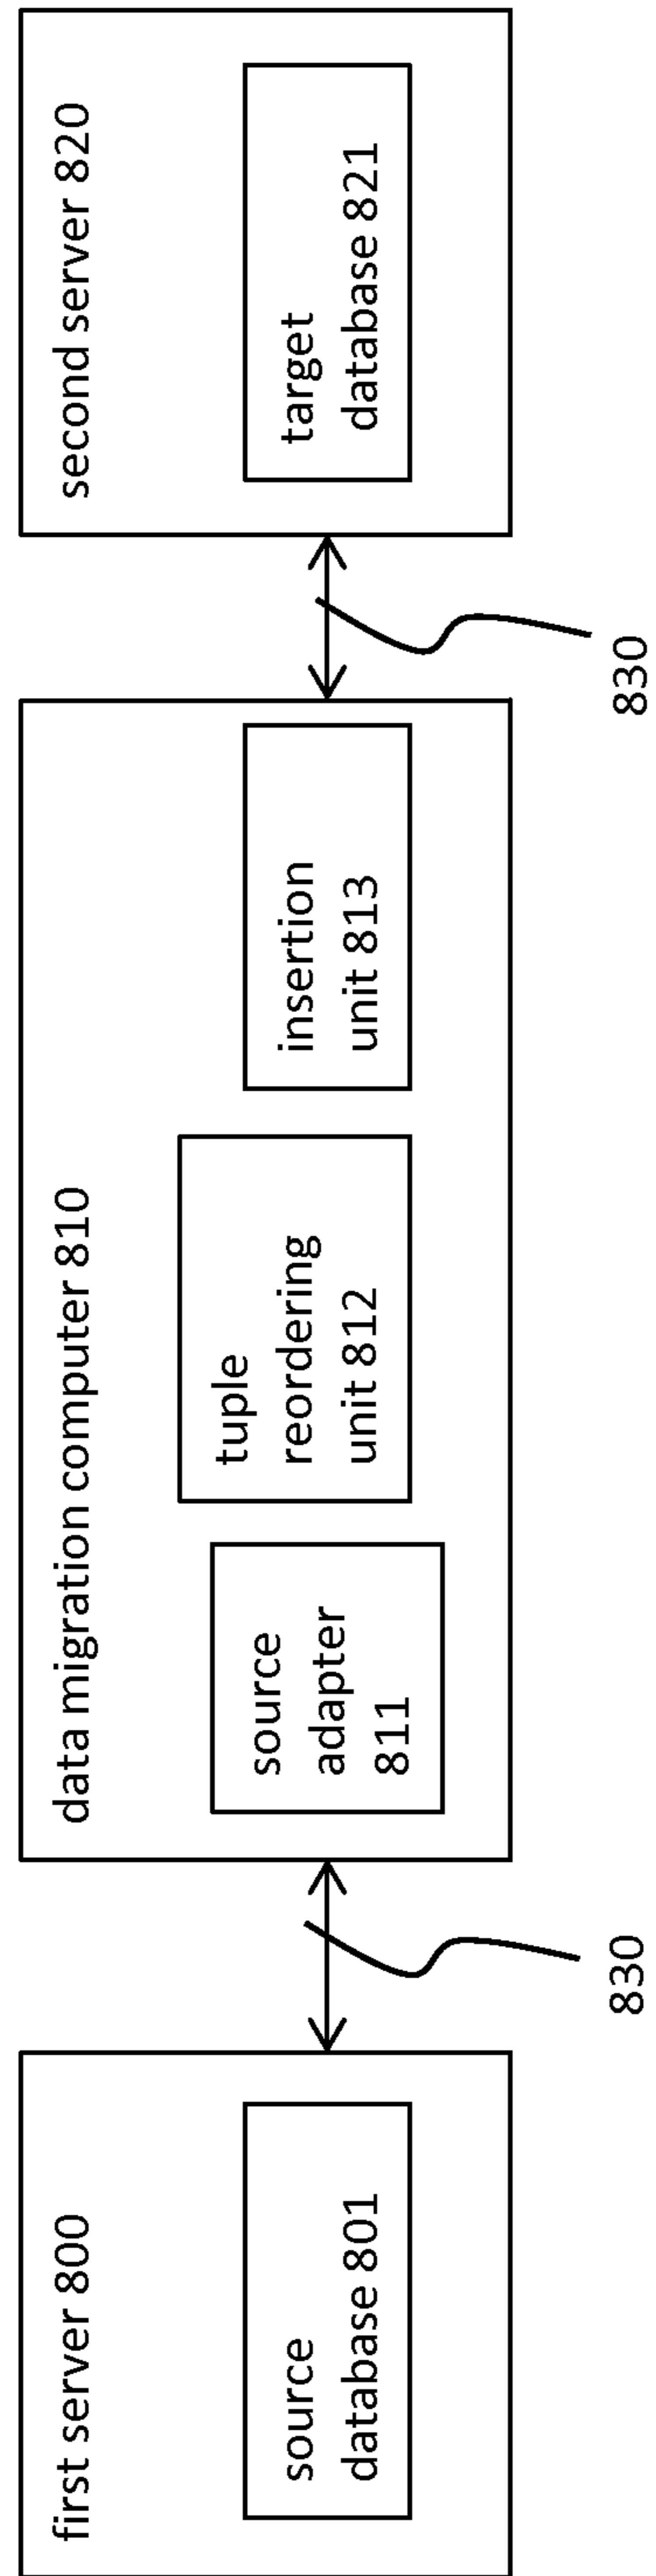 first server 800
source
database 801
830
data migration computer 810
source
adapter
811
tuple
reordering
unit 812
insertion
unit 813
830
second server 820
target
database 821